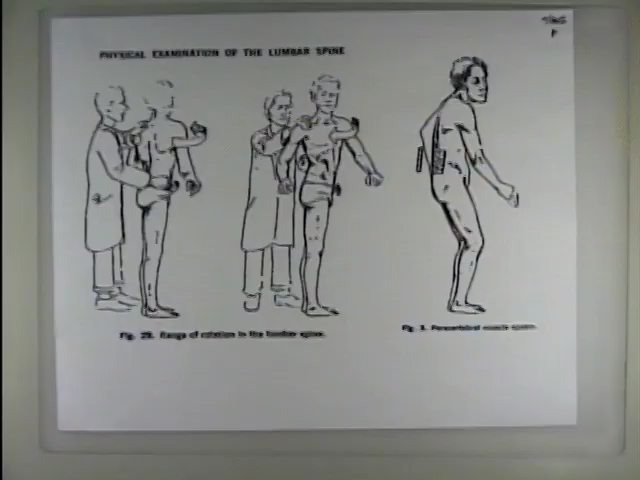 PHYSICAL EXAMINATION OF THE LUMBAR SPINE
Fig. 29. Range of rotation in the lumbar spine.
Fig. 3. Paravertebral muscle spasm.